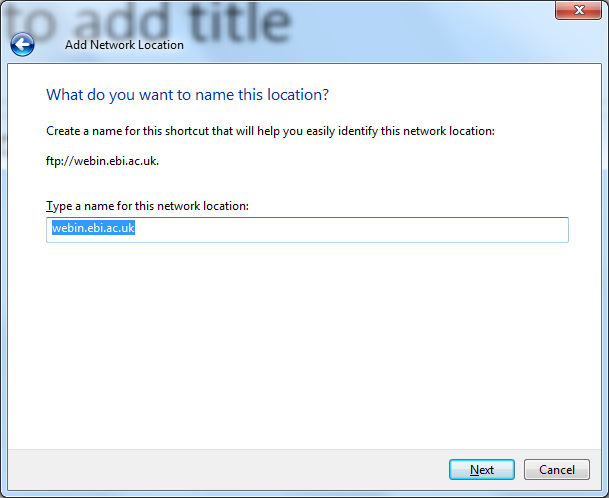 to add title
Add Network Location
What do you want to name this location?
Create a name for this shortcut that will help you easily identify this network location:
ftp://webin.ebi.ac.uk.
Type a name for this network location:
webin.ebi.ac.uk
Next
Cancel